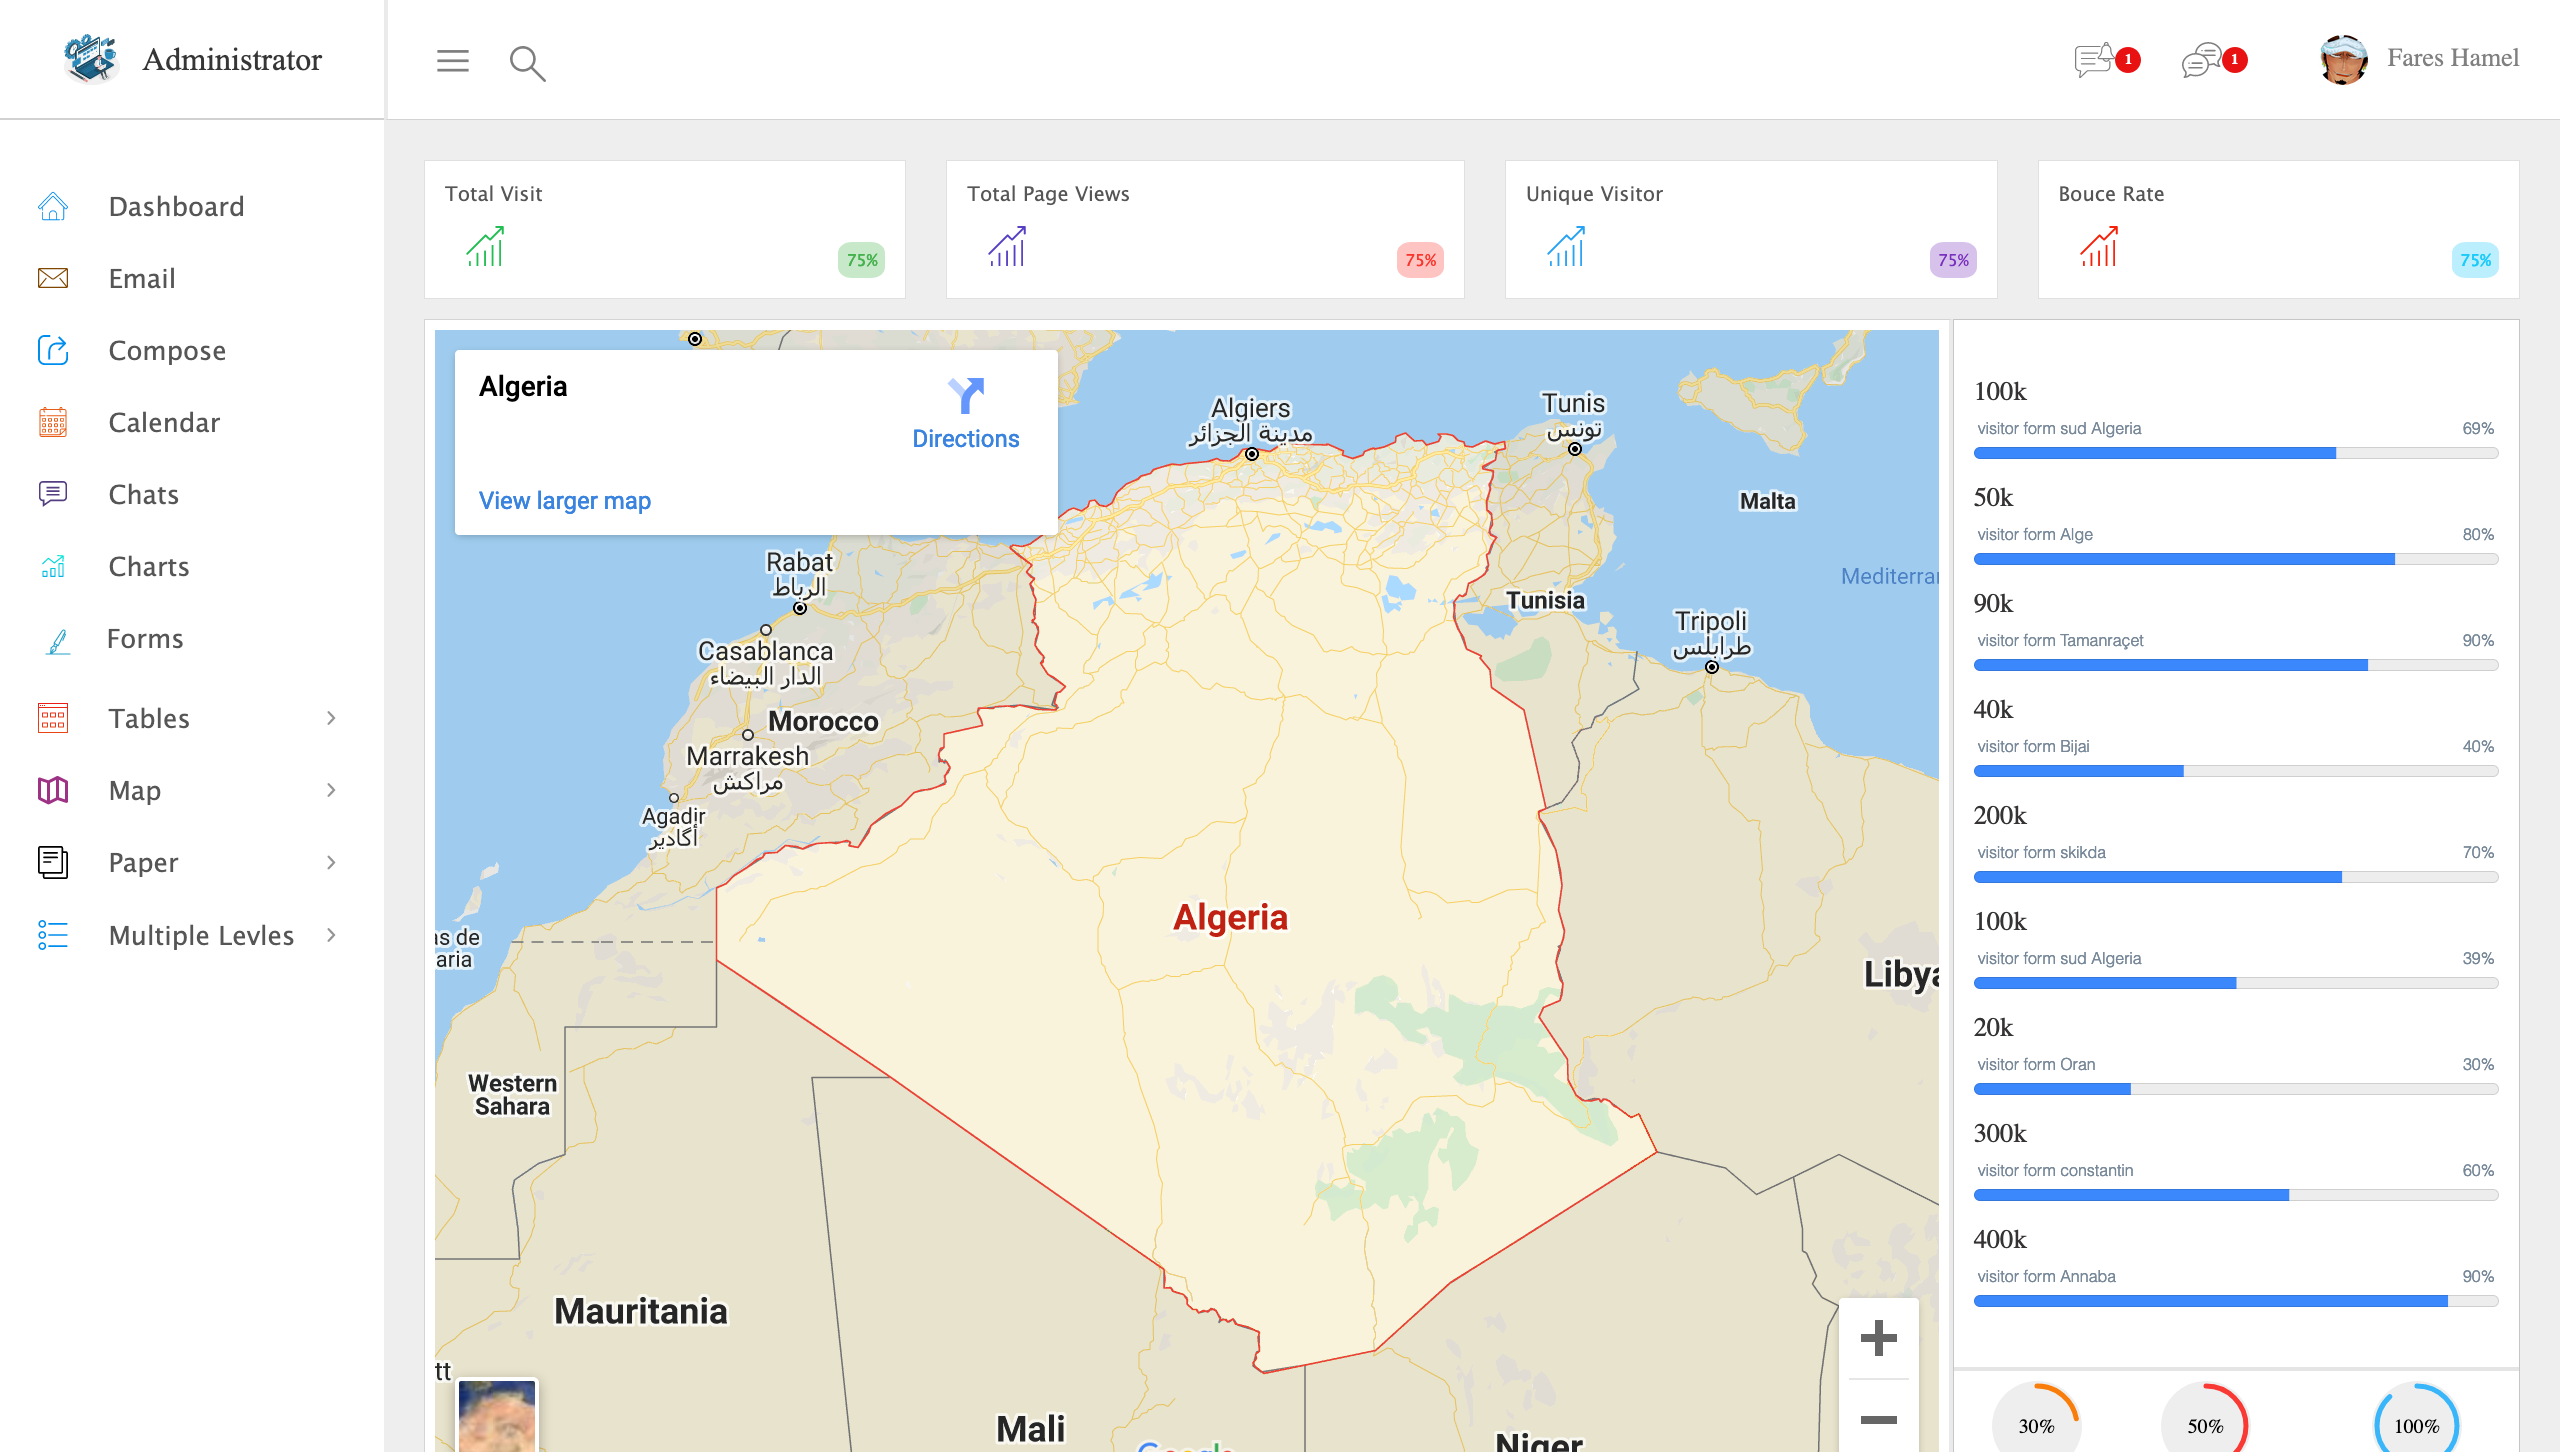 Administrator
1
1
Fares Hamel
Dashboard
Email
Compose
Calendar
Chats
Charts
Forms
Tables
Map
Paper
Multiple Levles
Total Visit
75%
Total Page Views
75%
Unique Visitor
75%
Bouce Rate
75%
Algeria
Directions
View larger map
Algiers
مدينة الجزائر
Tunis
تونس
Malta
Mediterra
Rabat
الرباط
Tunisia
Tripoli
طرابلس
Casablanca
الدار البيضاء
Morocco
Marrakesh
مراكش
Agadir
أكادير
Algeria
as de
aria
Libya
Western
Sahara
Mauritania
tt
Mali
Google
Niger
100k
visitor form sud Algeria 69%
50k
visitor form Alge 80%
90k
visitor form Tamanraçet 90%
40k
visitor form Bijai 40%
200k
visitor form skikda 70%
100k
visitor form sud Algeria 39%
20k
visitor form Oran 30%
300k
visitor form constantin 60%
400k
visitor form Annaba 90%
30%
50%
100%